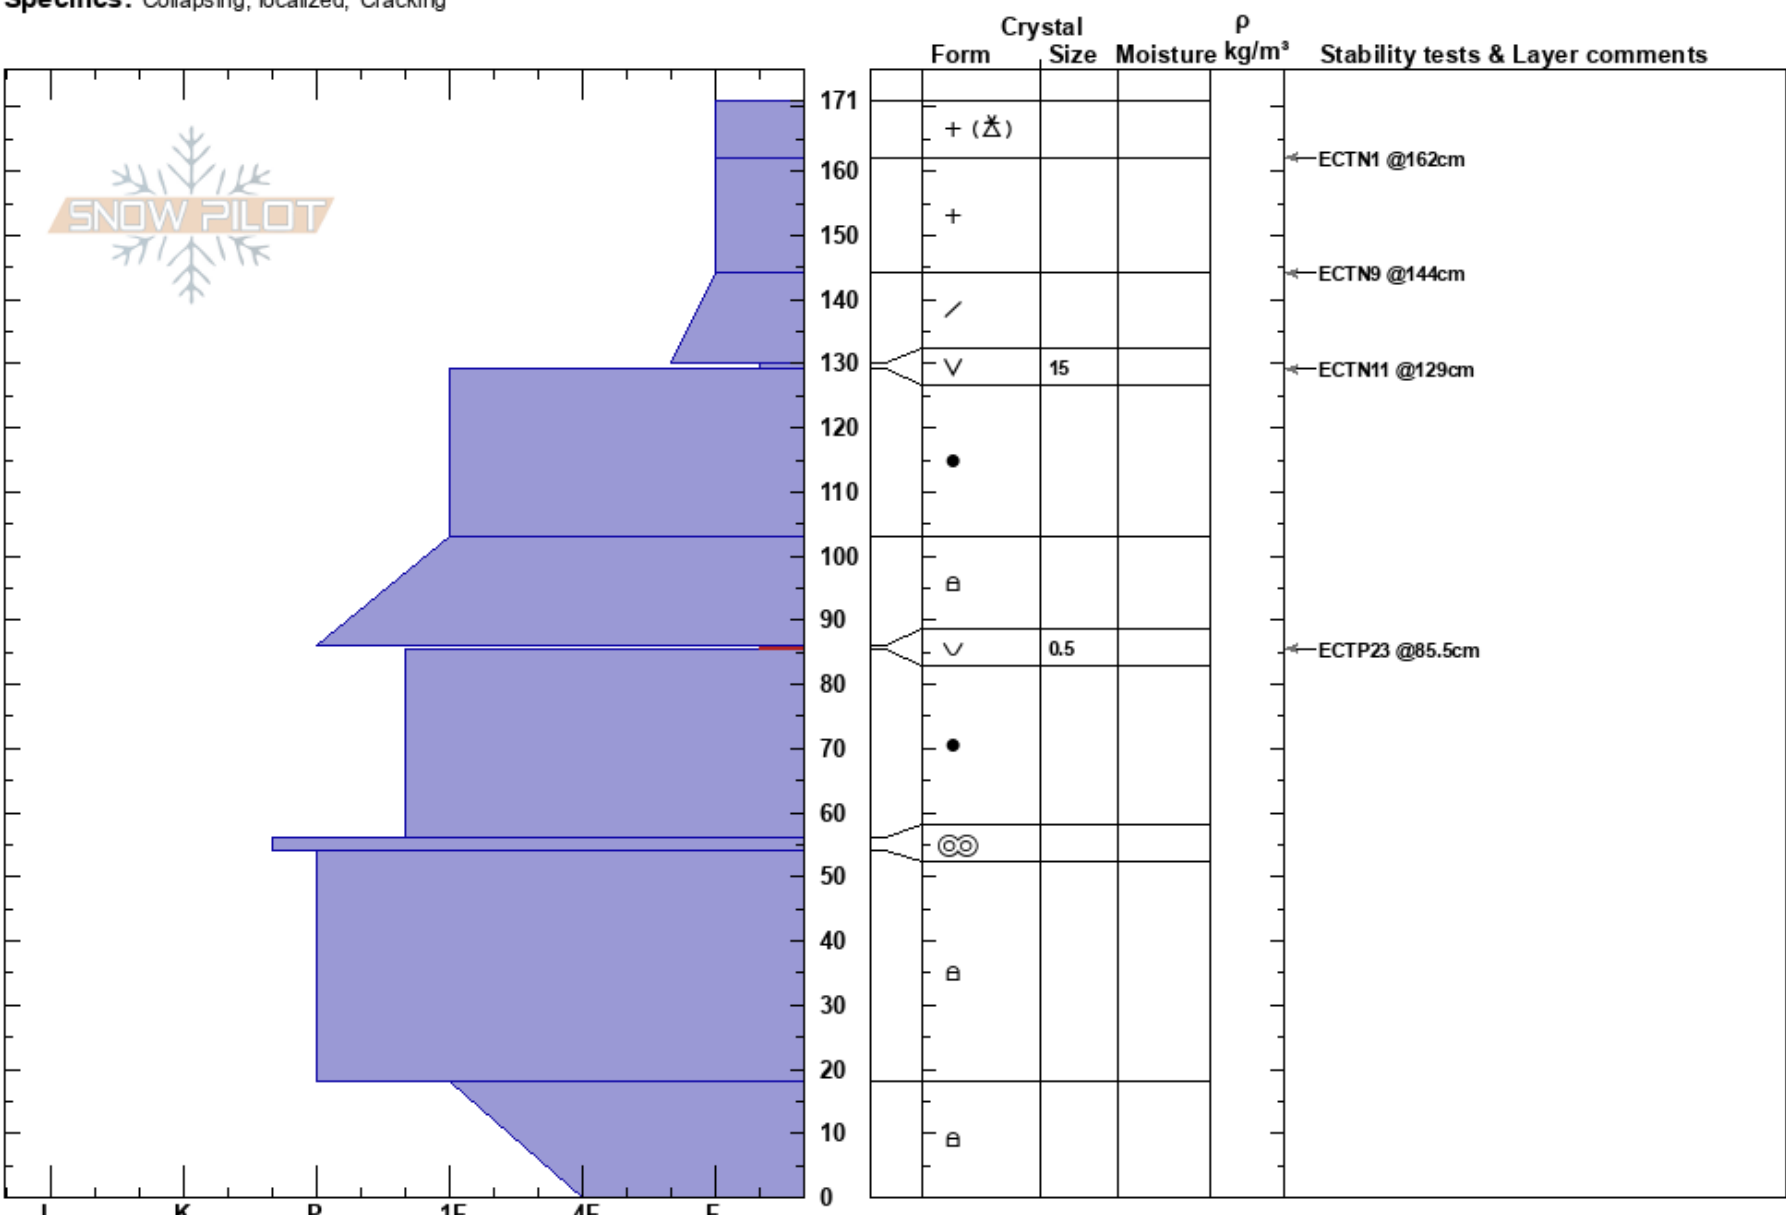 Specifics: Collapsing, localized, Cracking
Crystal
ρ
Form Size Moisture kg/m³ Stability tests & Layer comments
171
+ (
)
ECTN1 @162cm
160
SNOW PILOT
+
150
ECTN9 @144cm
140
130
15
ECTN11 @129cm
120
110
100
90
0.5
ECTP23 @85.5cm
80
70
60
50
40
30
20
10
0
I K P 1F 4F F